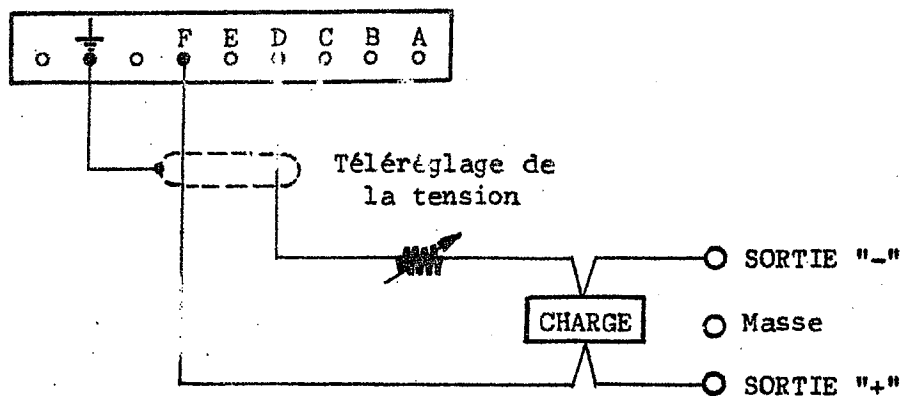 F E D C B A
Téléréglage de
la tension
SORTIE "-"
CHARGE
Masse
SORTIE "+"